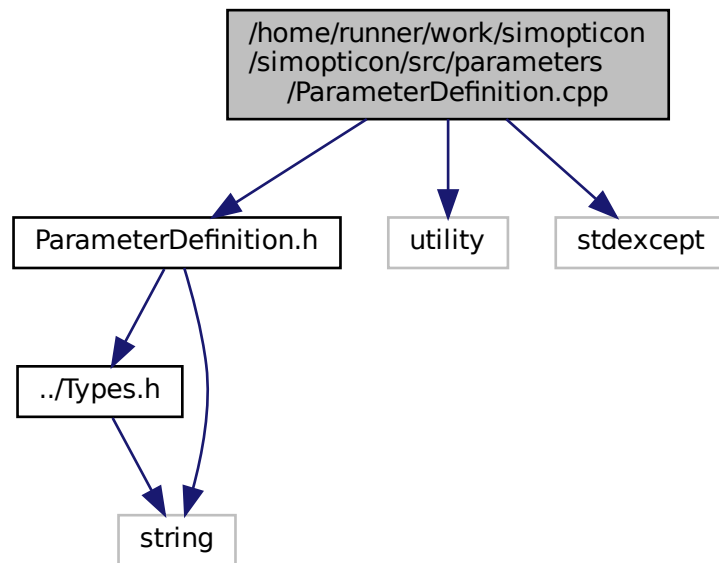 /home/runner/work/simopticon
/simopticon/src/parameters
/ParameterDefinition.cpp
ParameterDefinition.h
utility
stdexcept
../Types.h
string